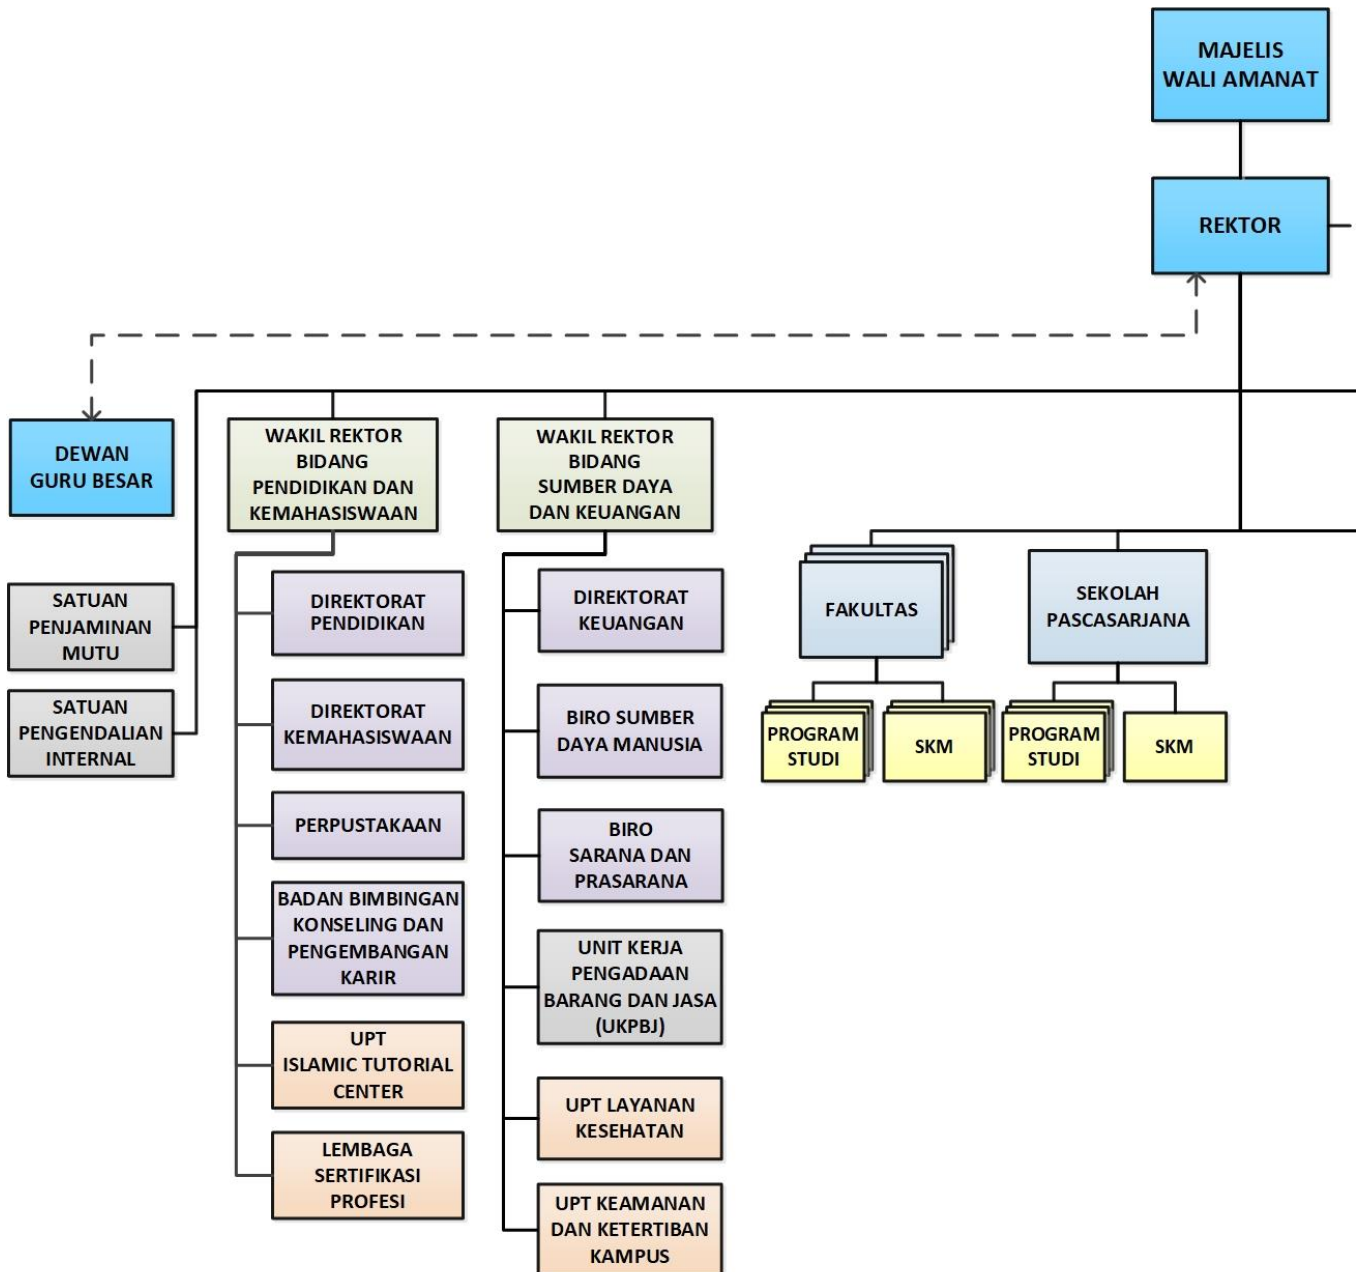 MAJELIS
WALI AMANAT
REKTOR
DEWAN
GURU BESAR
WAKIL REKTOR
BIDANG
PENDIDIKAN DAN
KEMAHASISWAAN
WAKIL REKTOR
BIDANG
SUMBER DAYA
DAN KEUANGAN
SATUAN
PENJAMINAN
MUTU
SATUAN
PENGENDALIAN
INTERNAL
DIREKTORAT
PENDIDIKAN
DIREKTORAT
KEMAHASISWAAN
PERPUSTAKAAN
BADAN BIMBINGAN
KONSELING DAN
PENGEMBANGAN
KARIR
UPT
ISLAMIC TUTORIAL
CENTER
LEMBAGA
SERTIFIKASI
PROFESI
DIREKTORAT
KEUANGAN
BIRO SUMBER
DAYA MANUSIA
BIRO
SARANA DAN
PRASARANA
UNIT KERJA
PENGADAAN
BARANG DAN JASA
(UKPBJ)
UPT LAYANAN
KESEHATAN
UPT KEAMANAN
DAN KETERTIBAN
KAMPUS
FAKULTAS
PROGRAM
STUDI
SKM
SEKOLAH
PASCASARJANA
PROGRAM
STUDI
SKM